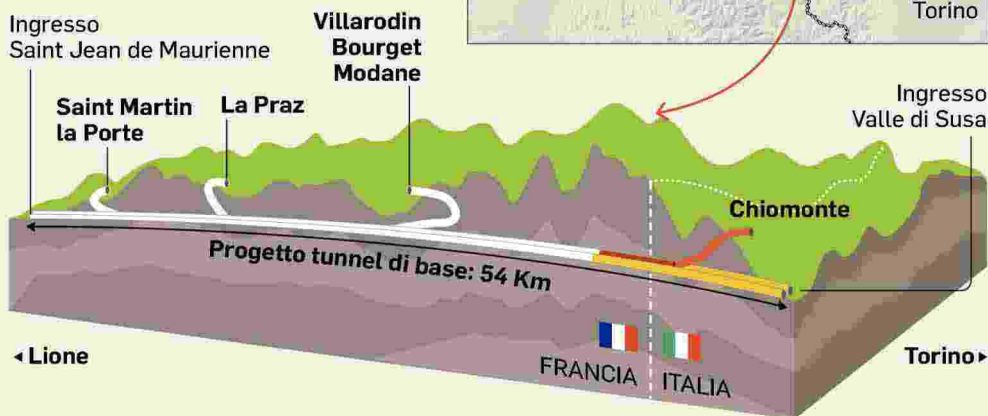 Torino
Ingresso
Saint Jean de Maurienne
Villarodin
Bourget
Modane
Saint Martin
la Porte
La Praz
Ingresso
Valle di Susa
Chiomonte
Progetto tunnel di base: 54 Km
Lione
FRANCIA
ITALIA
Torino